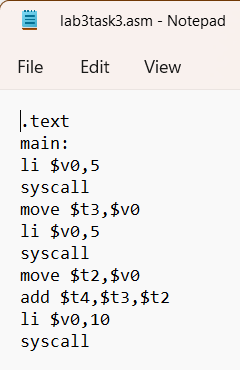 lab3task3.asm - Notepad
File Edit View
.text
main:
li $v0,5
syscall
move $t3,$v0
li $v0,5
syscall
move $t2,$v0
add $t4,$t3,$t2
li $v0,10
syscall